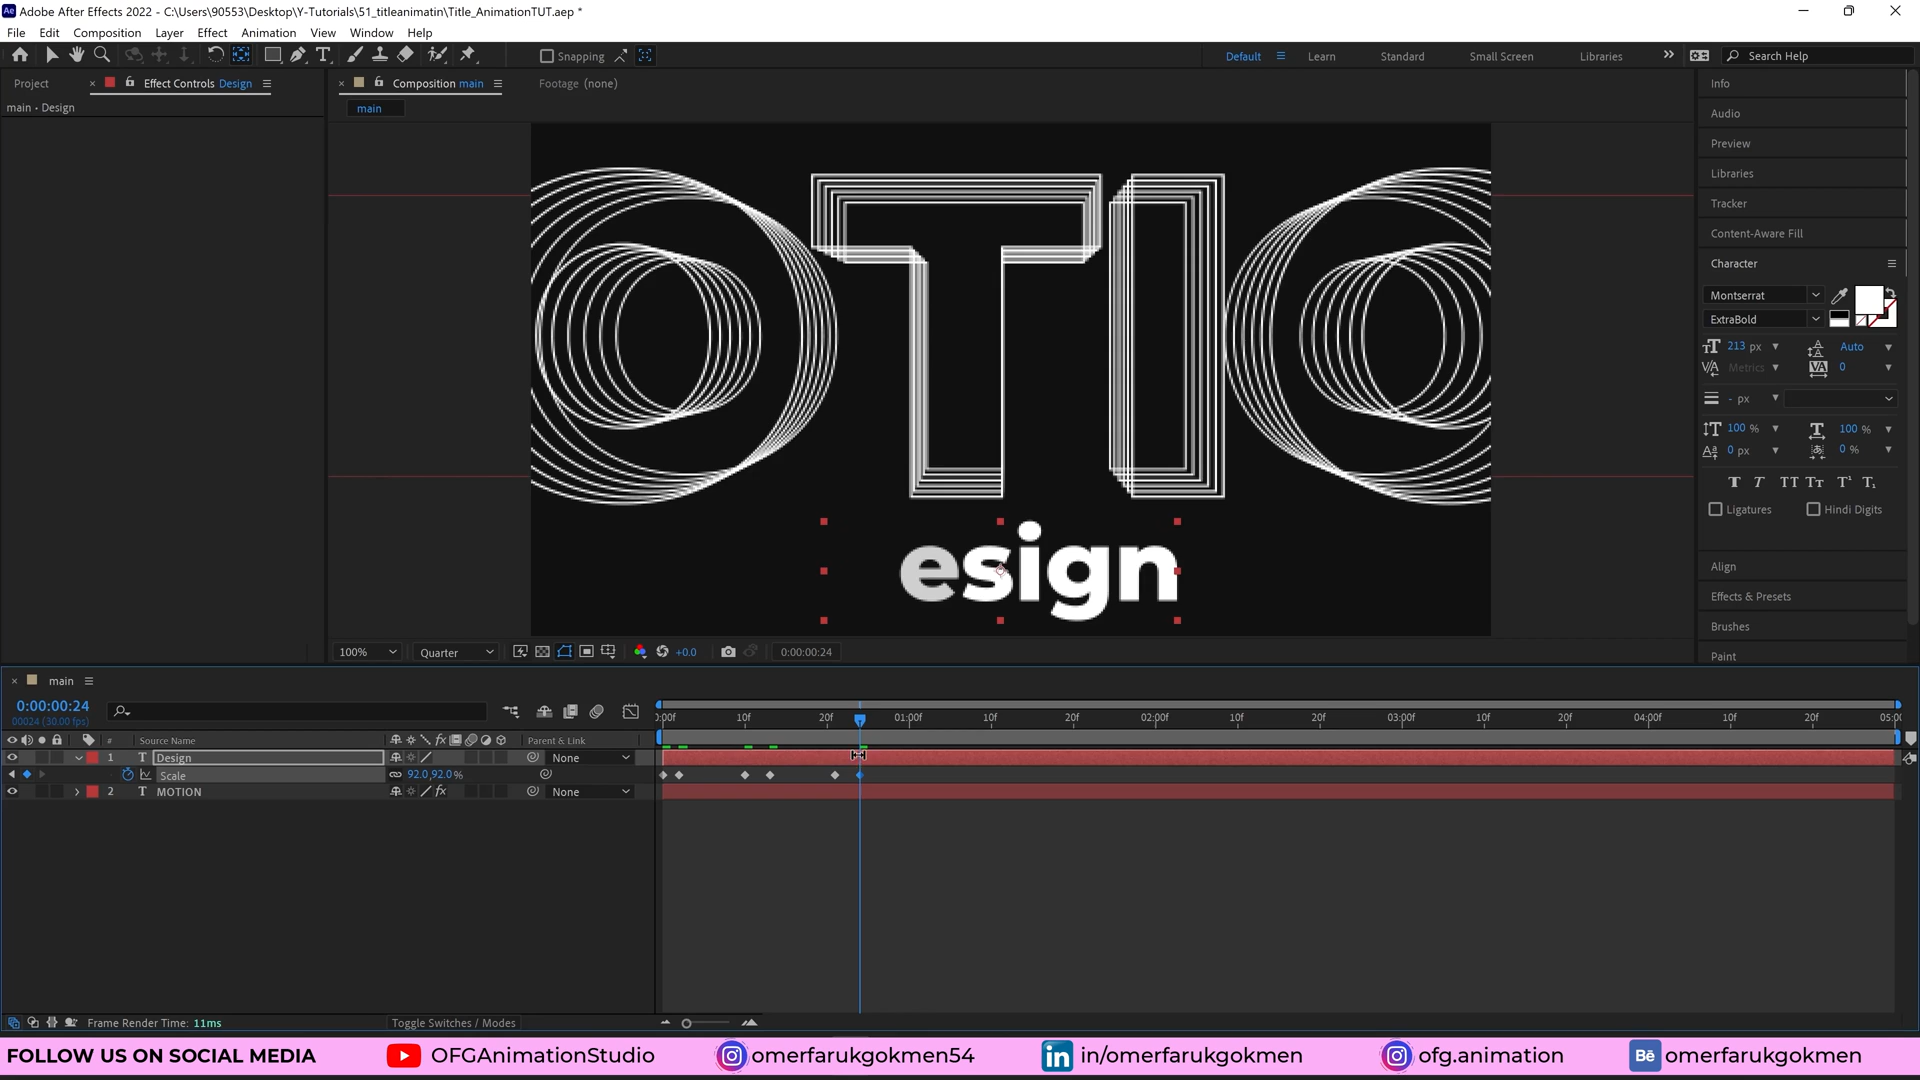 Ae Adobe After Effects 2022 - C:\Users\90553\Desktop\Y-Tutorials\51_titleanimatin\Title_AnimationTUT.aep *
File Edit Composition Layer Effect Animation View Window Help
Snapping Default Learn Standard Small Screen Libraries Search Help
Project Effect Controls Design Composition main Footage (none)
main • Design
main
OTIO
esign
100% Quarter +0.0 0:00:00:24
Info
Audio
Preview
Libraries
Tracker
Content-Aware Fill
Character
Montserrat
ExtraBold
213 px Auto
Metrics 0
- px
100 % 100 %
0 px 0 %
T T TT Tt T¹ T₁
Ligatures Hindi Digits
Align
Effects & Presets
Brushes
Paint
main
0:00:00:24
00024 (30.00 fps)
):00f 10f 20f 01:00f 10f 20f 02:00f 10f 20f 03:00f 10f 20f 04:00f 10f 20f 05:0
# Source Name Parent & Link
1 T Design None
Scale 92.0,92.0%
2 T MOTION None
Frame Render Time: 11ms Toggle Switches / Modes
FOLLOW US ON SOCIAL MEDIA OFGAnimationStudio omerfarukgokmen54 in/omerfarukgokmen ofg.animation Bē omerfarukgokmen